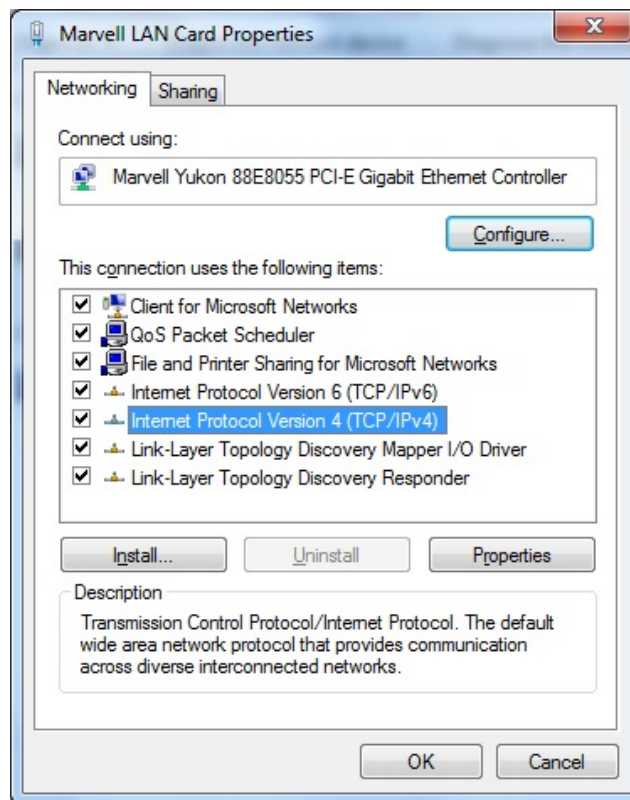 Marvell LAN Card Properties
Networking
Sharing
Connect using:
Marvell Yukon 88E8055 PCI-E Gigabit Ethernet Controller
Configure...
This connection uses the following items:
Client for Microsoft Networks
QoS Packet Scheduler
File and Printer Sharing for Microsoft Networks
Internet Protocol Version 6 (TCP/IPv6)
Internet Protocol Version 4 (TCP/IPv4)
Link-Layer Topology Discovery Mapper I/O Driver
Link-Layer Topology Discovery Responder
Install...
Uninstall
Properties
Description
Transmission Control Protocol/Internet Protocol. The default
wide area network protocol that provides communication
across diverse interconnected networks.
OK
Cancel